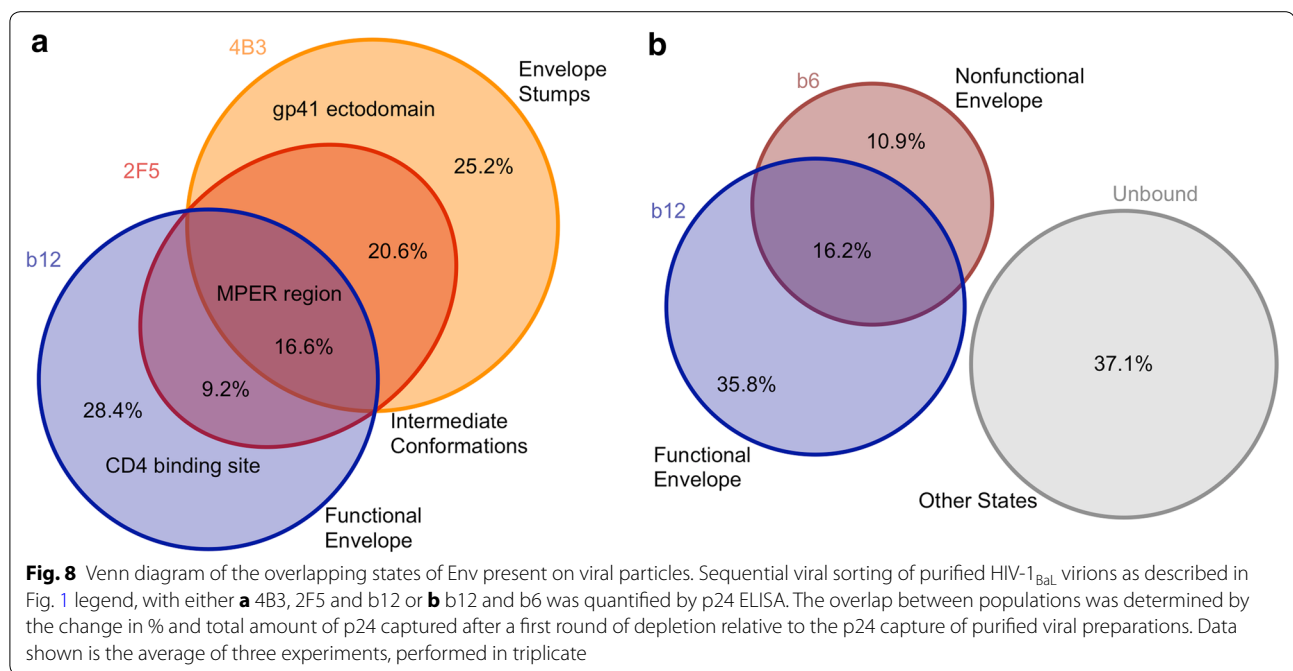 a
4B3
Envelope
Stumps
gp41 ectodomain
25.2%
2F5
20.6%
b12
MPER region
16.6%
9.2%
28.4%
Intermediate
Conformations
CD4 binding site
Functional
Envelope
b
b6
Nonfunctional
Envelope
10.9%
Unbound
b12
16.2%
37.1%
35.8%
Functional
Envelope
Other States
Fig. 8 Venn diagram of the overlapping states of Env present on viral particles. Sequential viral sorting of purified HIV-1BaL virions as described in
Fig. 1 legend, with either a 4B3, 2F5 and b12 or b b12 and b6 was quantified by p24 ELISA. The overlap between populations was determined by
the change in % and total amount of p24 captured after a first round of depletion relative to the p24 capture of purified viral preparations. Data
shown is the average of three experiments, performed in triplicate